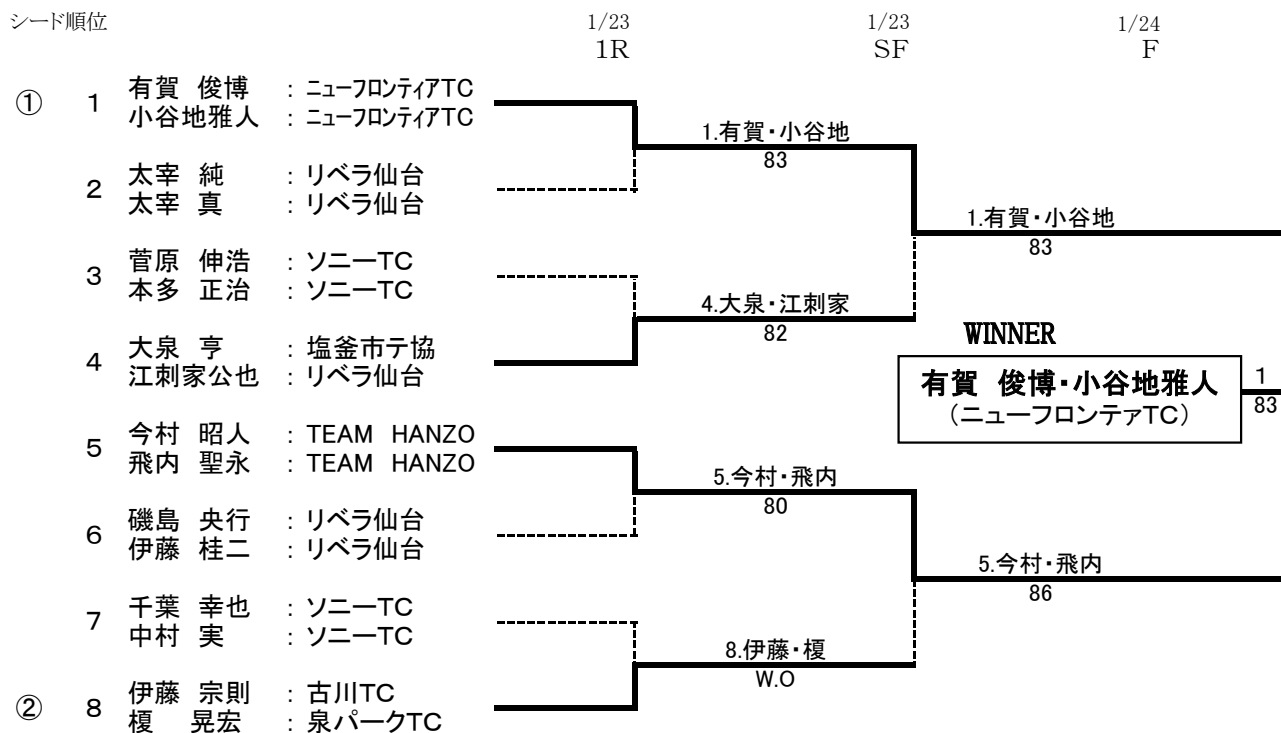 シード順位 1/23 1/23 1/24
1R SF F
① 1 有賀 俊博 : ニューフロンティアTC
小谷地雅人 : ニューフロンティアTC
1.有賀・小谷地
83
2 太宰 純 : リベラ仙台
太宰 真 : リベラ仙台
1.有賀・小谷地
83
3 菅原 伸浩 : ソニーTC
本多 正治 : ソニーTC
4.大泉・江刺家
82
4 大泉 亨 : 塩釜市テ協
江刺家公也 : リベラ仙台
WINNER
有賀 俊博・小谷地雅人
(ニューフロンテァTC)
1
83
5 今村 昭人 : TEAM HANZO
飛内 聖永 : TEAM HANZO
5.今村・飛内
80
6 磯島 央行 : リベラ仙台
伊藤 桂二 : リベラ仙台
5.今村・飛内
86
7 千葉 幸也 : ソニーTC
中村 実 : ソニーTC
8.伊藤・榎
W.O
② 8 伊藤 宗則 : 古川TC
榎 晃宏 : 泉パークTC